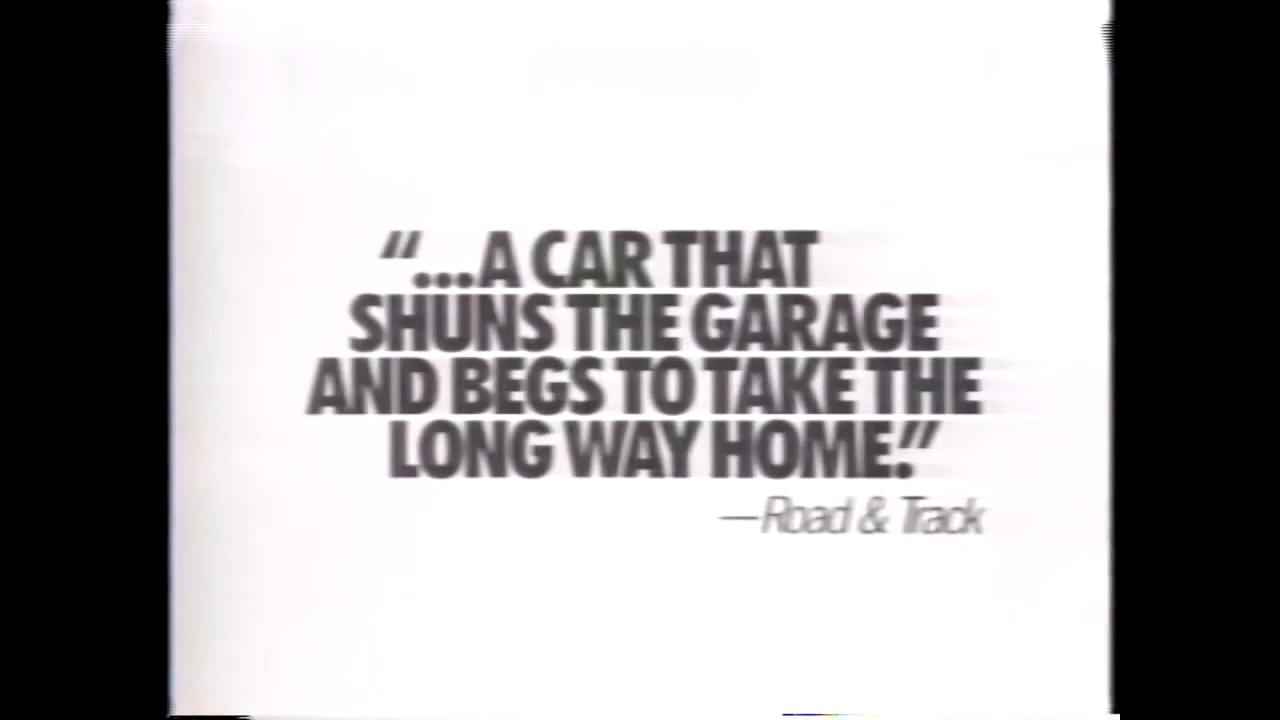 “...A CAR THAT
SHUNS THE GARAGE
AND BEGS TO TAKE THE
LONG WAY HOME.”
—Road & Track